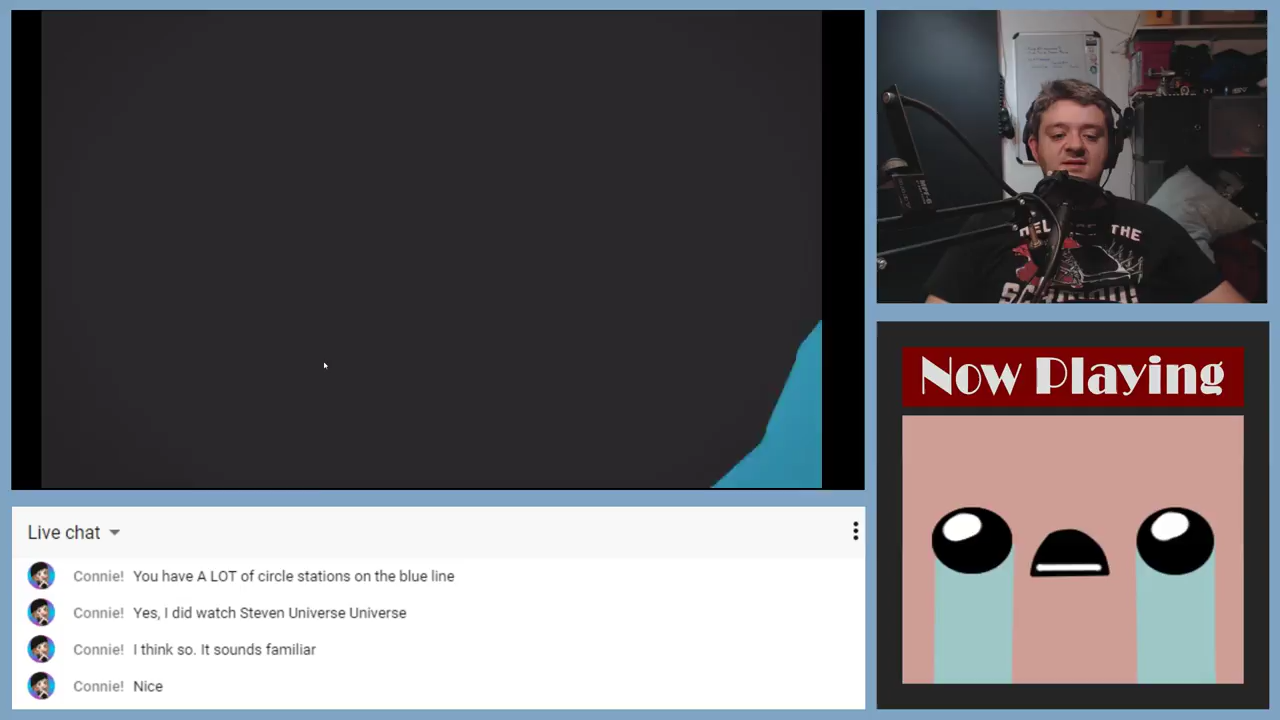 Live chat
Connie! You have A LOT of circle stations on the blue line
Connie! Yes, I did watch Steven Universe Universe
Connie! I think so. It sounds familiar
Connie! Nice
Now Playing
THE